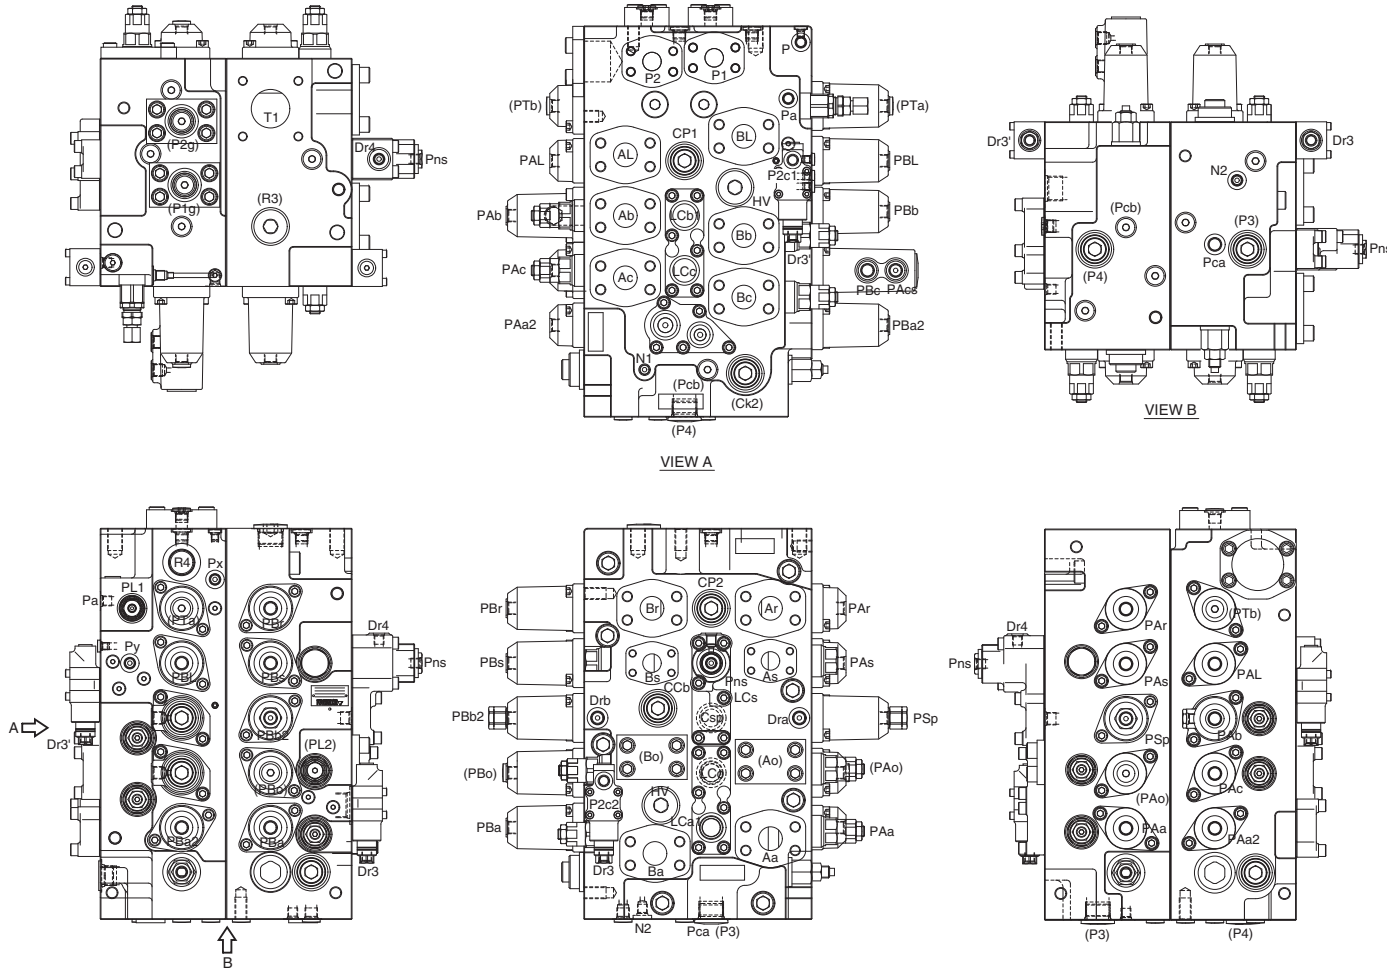 (P2g)
T1
Dr4
Pns
(P1g)
(R3)
P2
P1
P
(PTb)
Pa
(PTa)
CP1
BL
PAL
AL
P2c1
PBL
HV
PAb
Ab
LCb1
PBb
Bb
Dr3'
PAc
Ac
LCc
PBc
PAcs
Bc
PAa2
PBa2
N1
(Pcb)
(Ck2)
(P4)
VIEW A
Dr3'
Dr3
N2
(Pcb)
(P3)
Pns
(P4)
Pca
VIEW B
R4
Px
PL1
Pa
(PTa)
PBr
Dr4
Py
PBL
PBs
Pns
A
Dr3'
PBb2
(PL2)
(PBo)
PBa2
PBa
Dr3
B
CP2
PBr
Br
Ar
PAr
PBs
Bs
Pns
As
PAs
CCb
LCs
PBb2
Drb
Csp
Dra
PSp
(PBo)
(Bo)
LCo
(Ao)
(PAo)
P2c2
HV
LCa1
PBa
PAa
Dr3
Ba
Aa
N2
Pca
(P3)
Dr4
PAr
(PTb)
Pns
PAs
PAL
PSp
PAb
(PAo)
PAc
PAa
PAa2
(P3)
(P4)